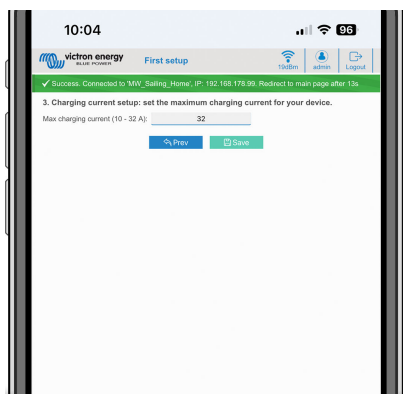 10:04
96
victron energy
BLUE POWER
First setup
19dBm
admin
Logout
Success. Connected to 'MW_Sailing_Home', IP: 192.168.178.99. Redirect to main page after 13s
3. Charging current setup: set the maximum charging current for your device.
Max charging current (10 - 32 A):
32
Prev
Save